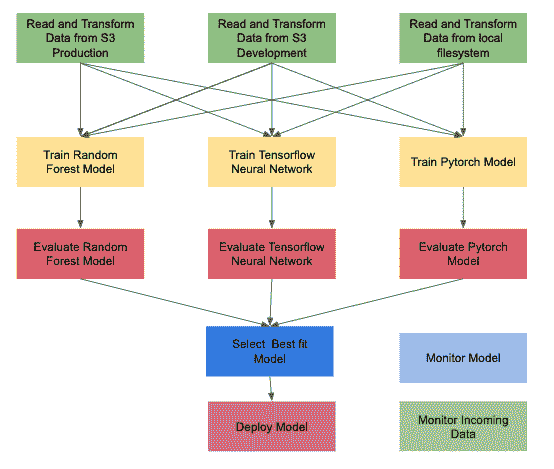 Read and Transform
Data from S3
Production
Read and Transform
Data from S3
Development
Read and Transform
Data from local
filesystem
Train Random
Forest Model
Train Tensorflow
Neural Network
Train Pytorch Model
Evaluate Random
Forest Model
Evaluate Tensorflow
Neural Network
Evaluate Pytorch
Model
Select Best fit
Model
Monitor Model
Deploy Model
Monitor Incoming
Data